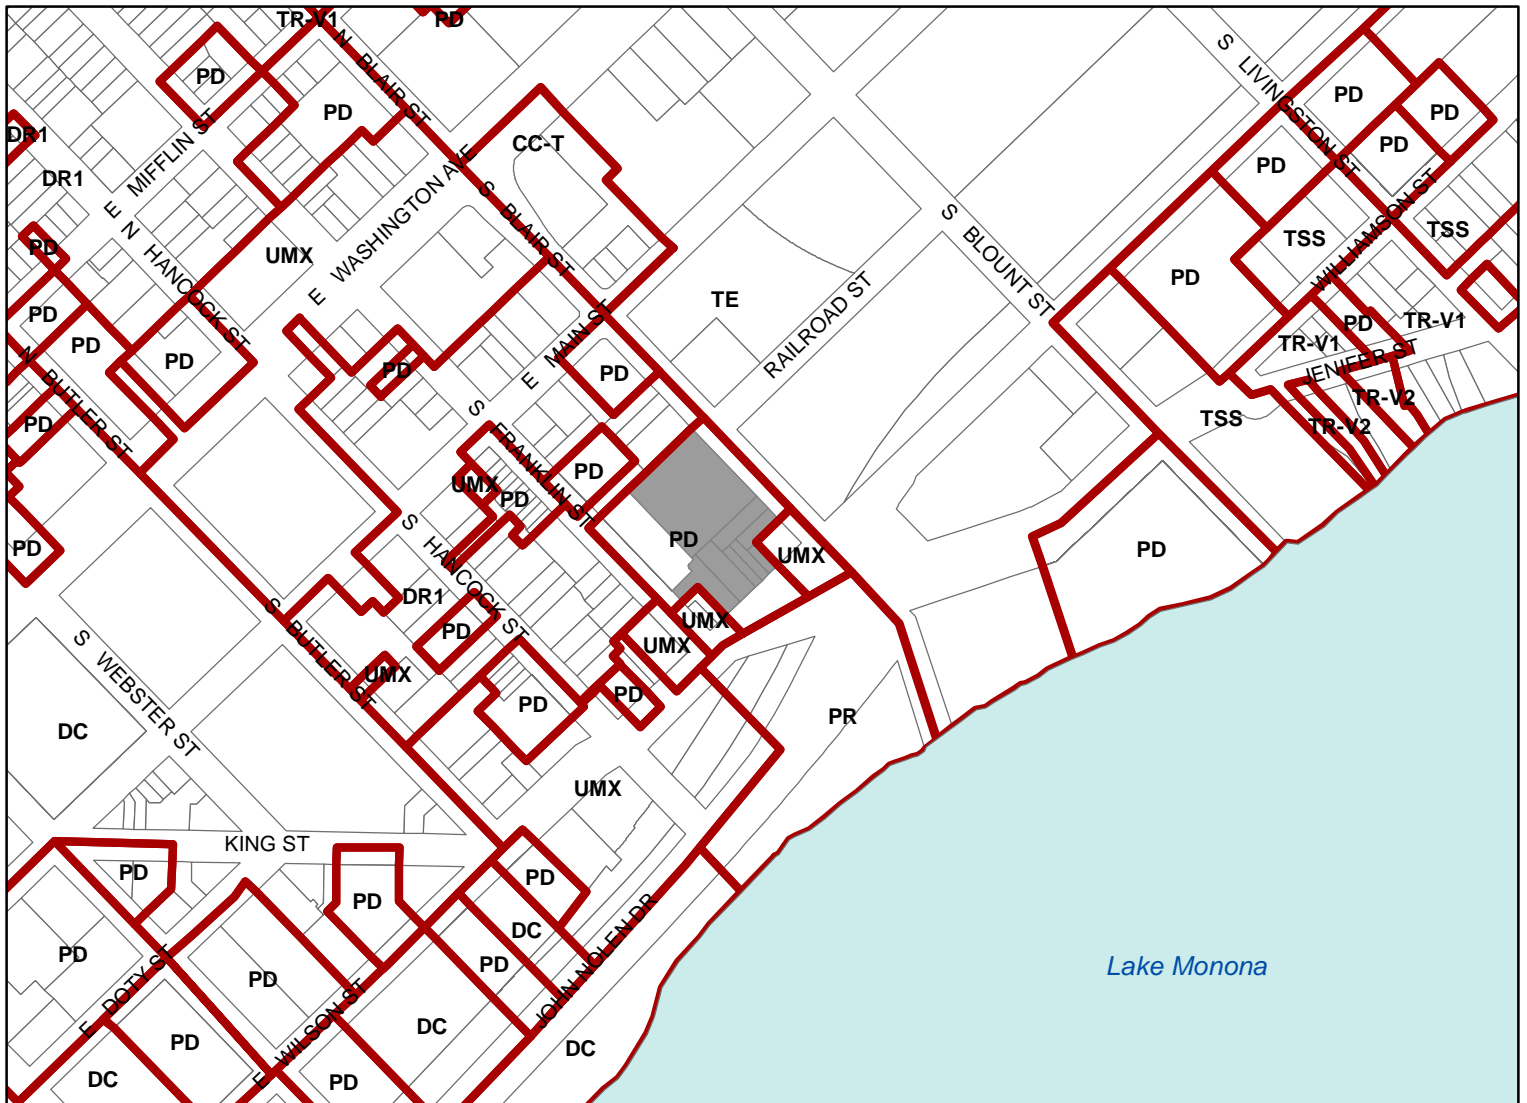 TR-V1
PD
N BLAIR ST
S LIVINGSTON ST
PD
PD
PD
PD
PD
DR1
E MIFFLIN ST
CC-T
PD
PD
DR1
E WASHINGTON AVE
S BLAIR ST
S BLOUNT ST
WILLIAMSON ST
TSS
TSS
PD
N HANCOCK ST
UMX
PD
TE
RAILROAD ST
PD
E MAIN ST
PD
TR-V1
PD
PD
TR-V1
JENIFER ST
N BUTLER ST
PD
PD
TR-V2
PD
S FRANKLIN ST
TSS
TR-V2
PD
UMX
PD
PD
PD
UMX
PD
S HANCOCK ST
DR1
S BUTLER ST
PD
UMX
UMX
S WEBSTER ST
UMX
PD
PD
PR
DC
UMX
KING ST
PD
PD
PD
JOHN NOLEN DR
DC
PD
E DOTY ST
PD
PD
Lake Monona
E WILSON ST
DC
PD
DC
DC
PD